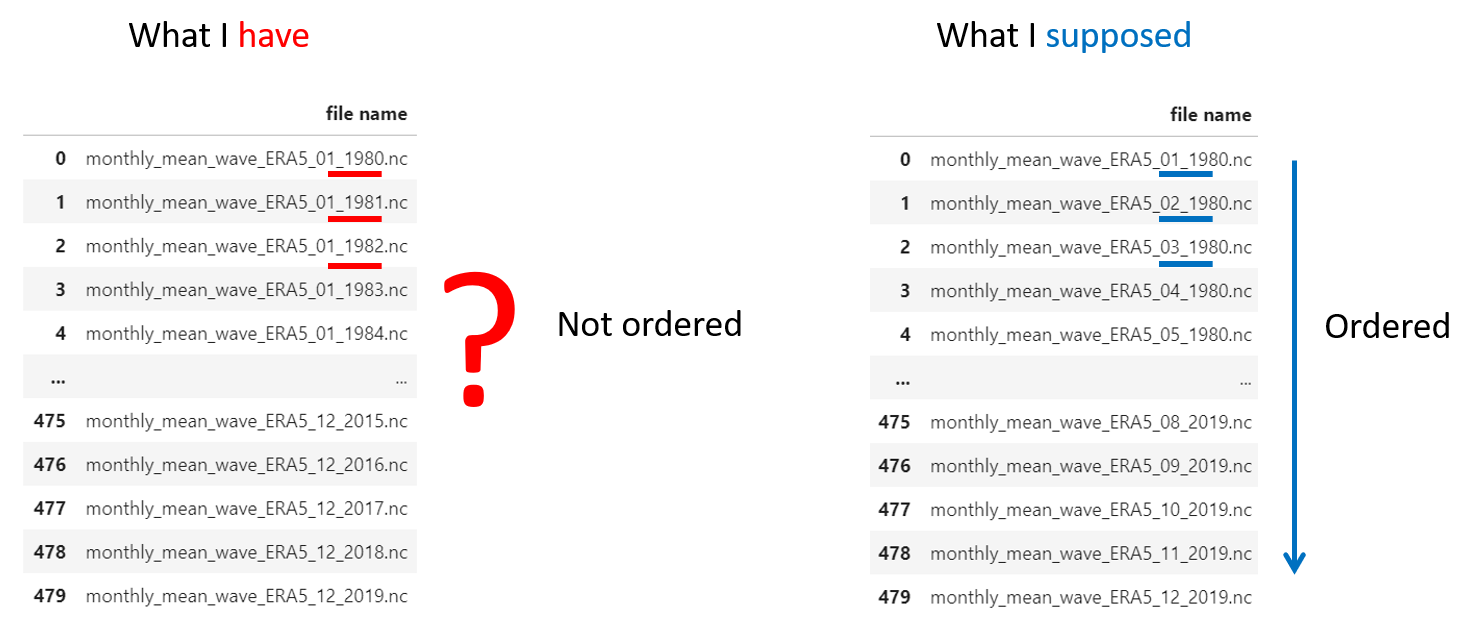 What I have
file name
0 monthly_mean_wave_ERA5_01_1980.nc
1 monthly_mean_wave_ERA5_01_1981.nc
2 monthly_mean_wave_ERA5_01_1982.nc
3 monthly_mean_wave_ERA5_01_1983.nc
4 monthly_mean_wave_ERA5_01_1984.nc
... ...
475 monthly_mean_wave_ERA5_12_2015.nc
476 monthly_mean_wave_ERA5_12_2016.nc
477 monthly_mean_wave_ERA5_12_2017.nc
478 monthly_mean_wave_ERA5_12_2018.nc
479 monthly_mean_wave_ERA5_12_2019.nc
?
Not ordered
What I supposed
file name
0 monthly_mean_wave_ERA5_01_1980.nc
1 monthly_mean_wave_ERA5_02_1980.nc
2 monthly_mean_wave_ERA5_03_1980.nc
3 monthly_mean_wave_ERA5_04_1980.nc
4 monthly_mean_wave_ERA5_05_1980.nc
... ...
475 monthly_mean_wave_ERA5_08_2019.nc
476 monthly_mean_wave_ERA5_09_2019.nc
477 monthly_mean_wave_ERA5_10_2019.nc
478 monthly_mean_wave_ERA5_11_2019.nc
479 monthly_mean_wave_ERA5_12_2019.nc
Ordered